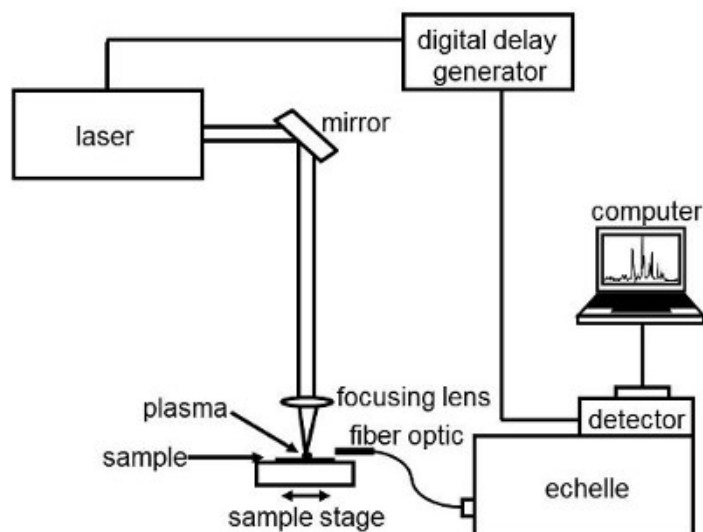 digital delay
generator
laser
mirror
computer
focusing lens
plasma
detector
fiber optic
sample
echelle
sample stage